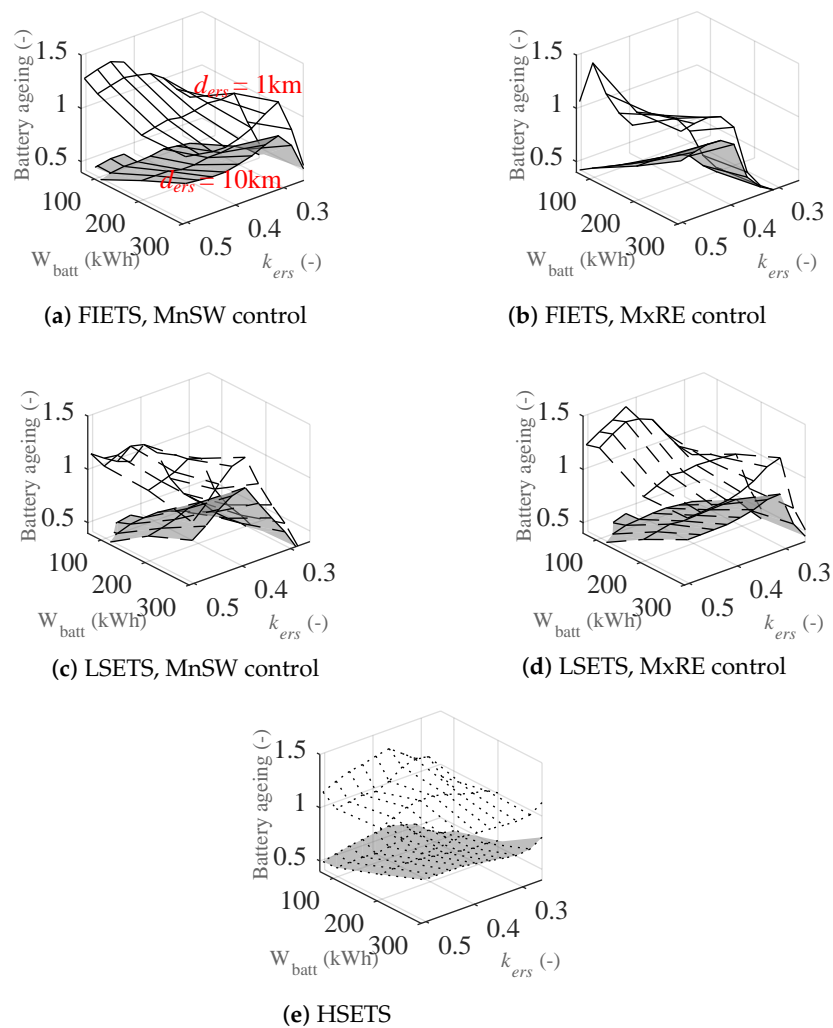 Battery ageing (-)
1.5
1
0.5
100
200
300
W_batt (kWh)
0.5
0.4
0.3
k_ers (-)
d_ers = 1km
d_ers = 10km
(a) FIETS, MnSW control
Battery ageing (-)
1.5
1
0.5
100
200
300
W_batt (kWh)
0.5
0.4
0.3
k_ers (-)
(b) FIETS, MxRE control
Battery ageing (-)
1.5
1
0.5
100
200
300
W_batt (kWh)
0.5
0.4
0.3
k_ers (-)
(c) LSETS, MnSW control
Battery ageing (-)
1.5
1
0.5
100
200
300
W_batt (kWh)
0.5
0.4
0.3
k_ers (-)
(d) LSETS, MxRE control
Battery ageing (-)
1.5
1
0.5
100
200
300
W_batt (kWh)
0.5
0.4
0.3
k_ers (-)
(e) HSETS